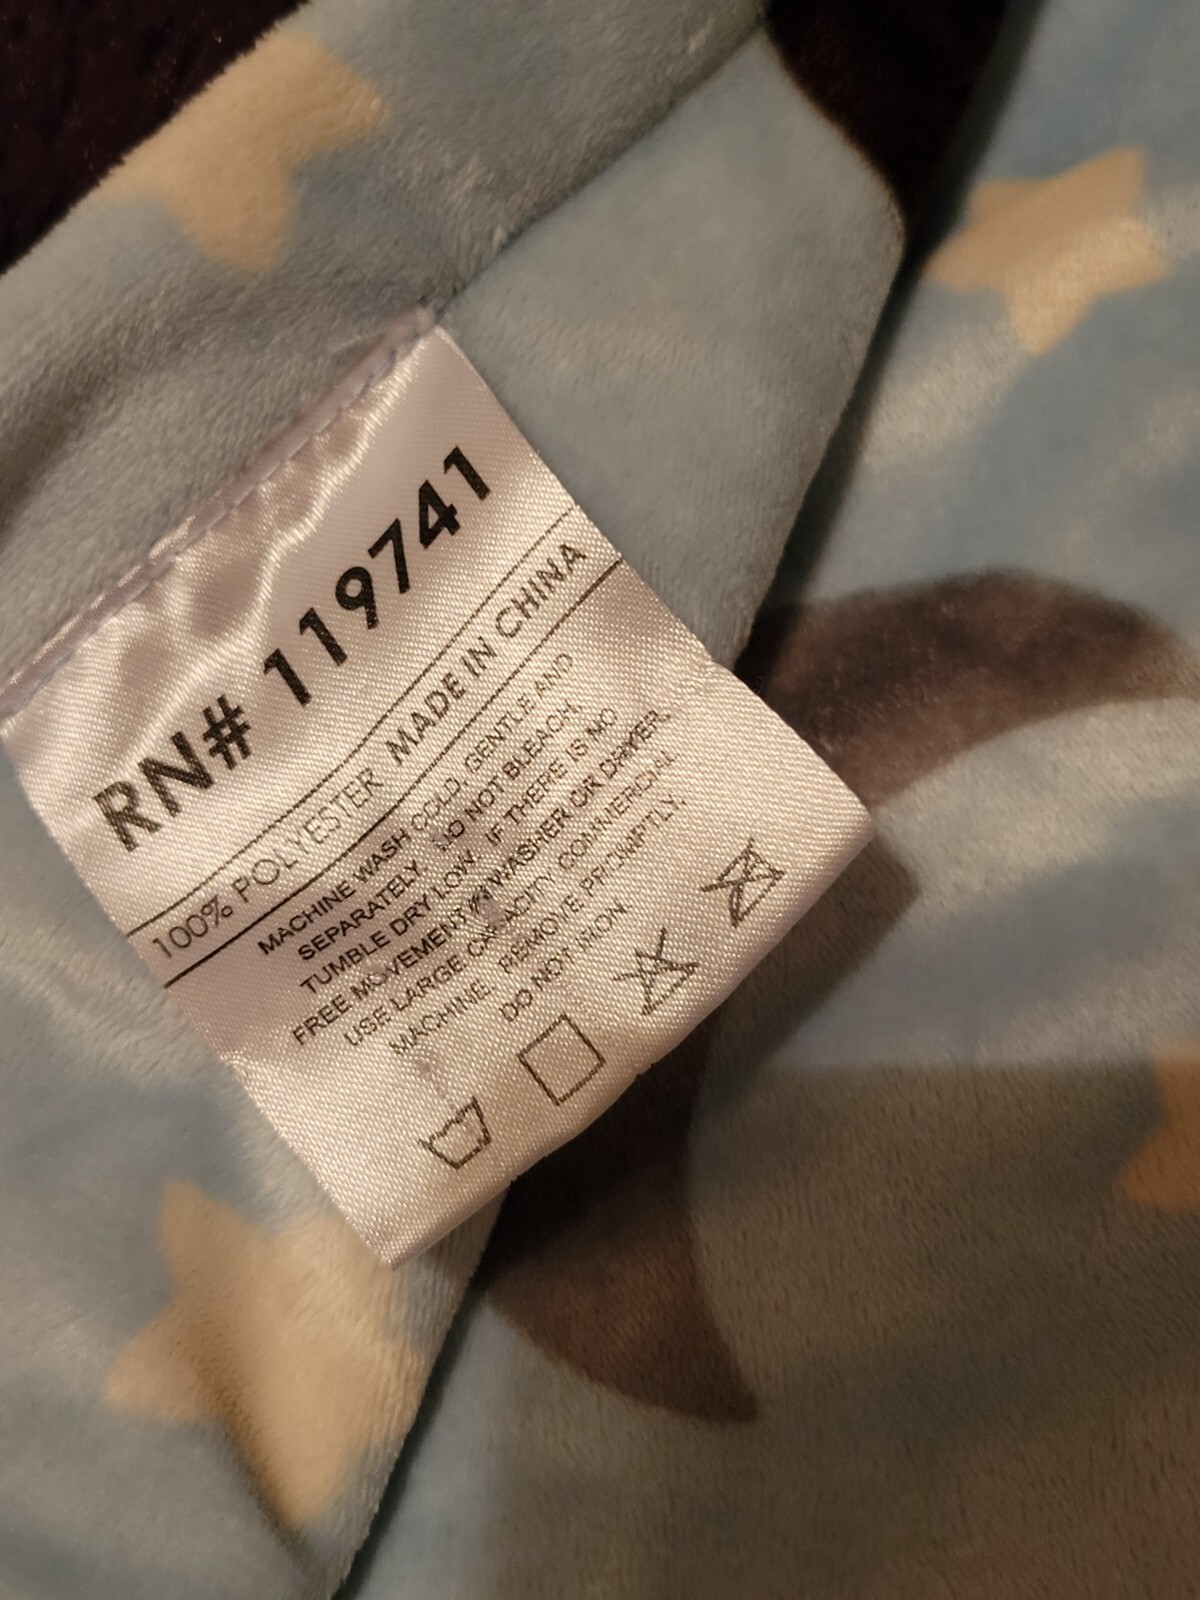 RN# 119741
100% POLYESTER MADE IN CHINA
MACHINE WASH COLD, GENTLE AND
SEPARATELY. DO NOT BLEACH.
TUMBLE DRY LOW. IF THERE IS NO
FREE MOVEMENT IN WASHER OR DRYER,
USE LARGE CAPACITY COMMERCIAL
MACHINE. REMOVE PROMPTLY.
DO NOT IRON.